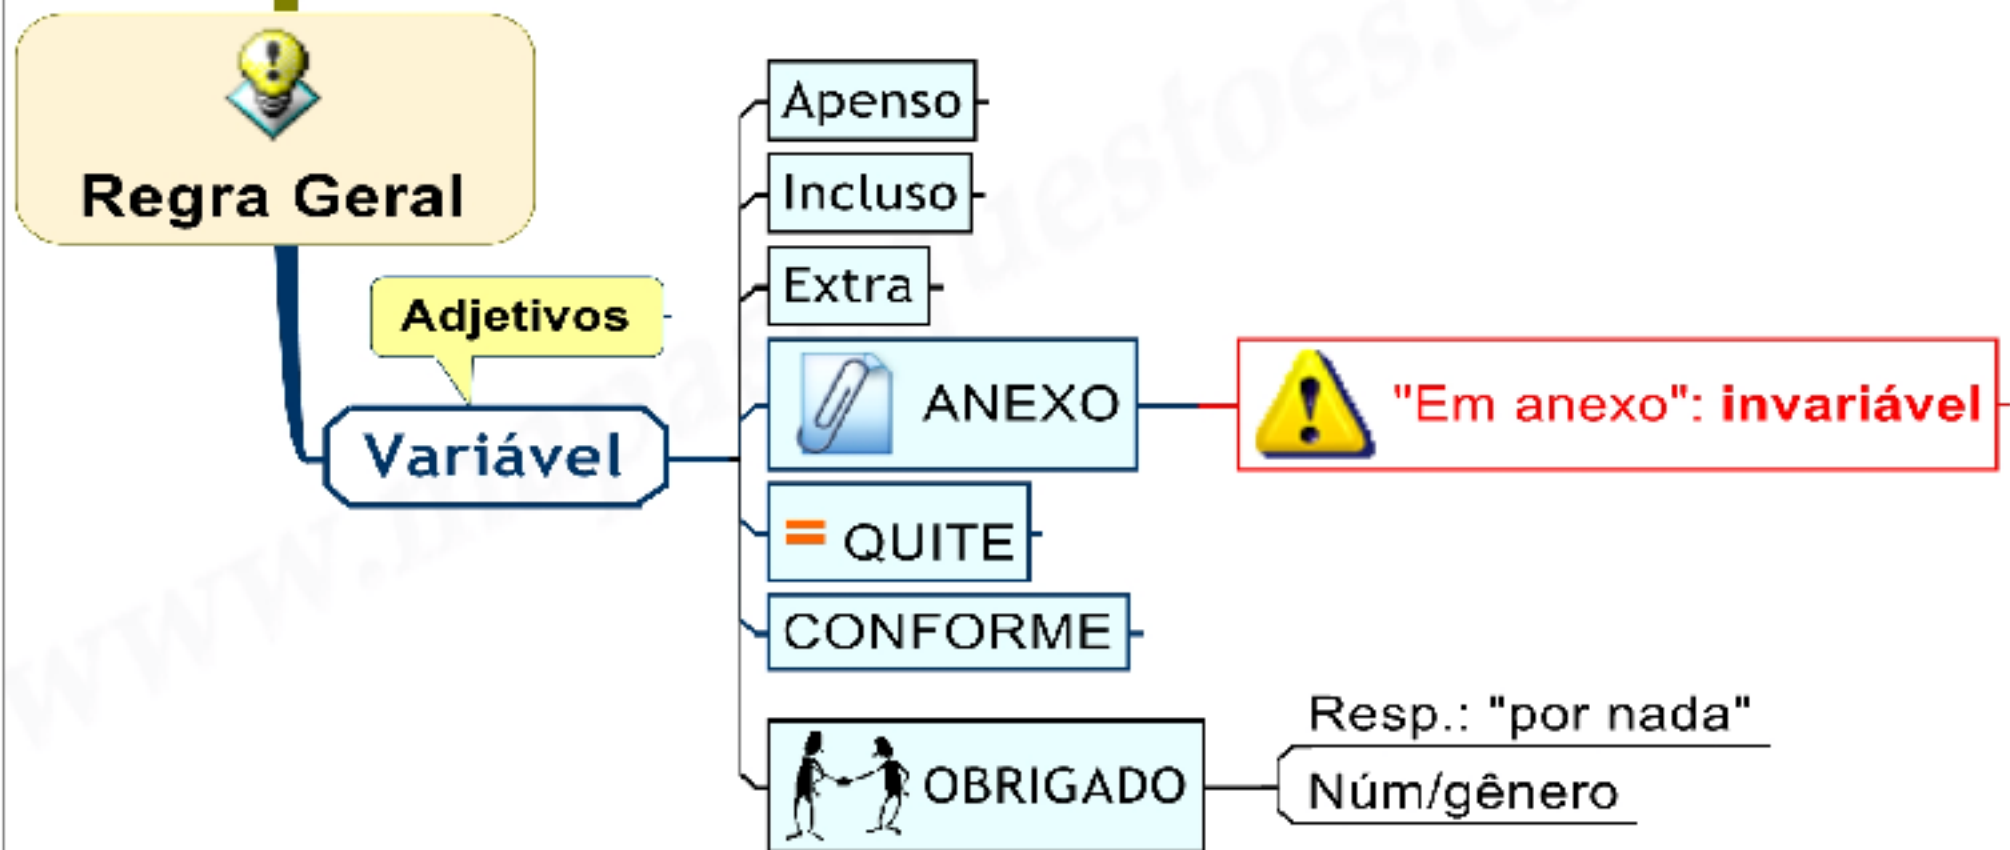 Regra Geral
Adjetivos
Variável
Apenso
Incluso
Extra
ANEXO
"Em anexo": invariável
= QUITE
CONFORME
OBRIGADO
Resp.: "por nada"
Núm/gênero